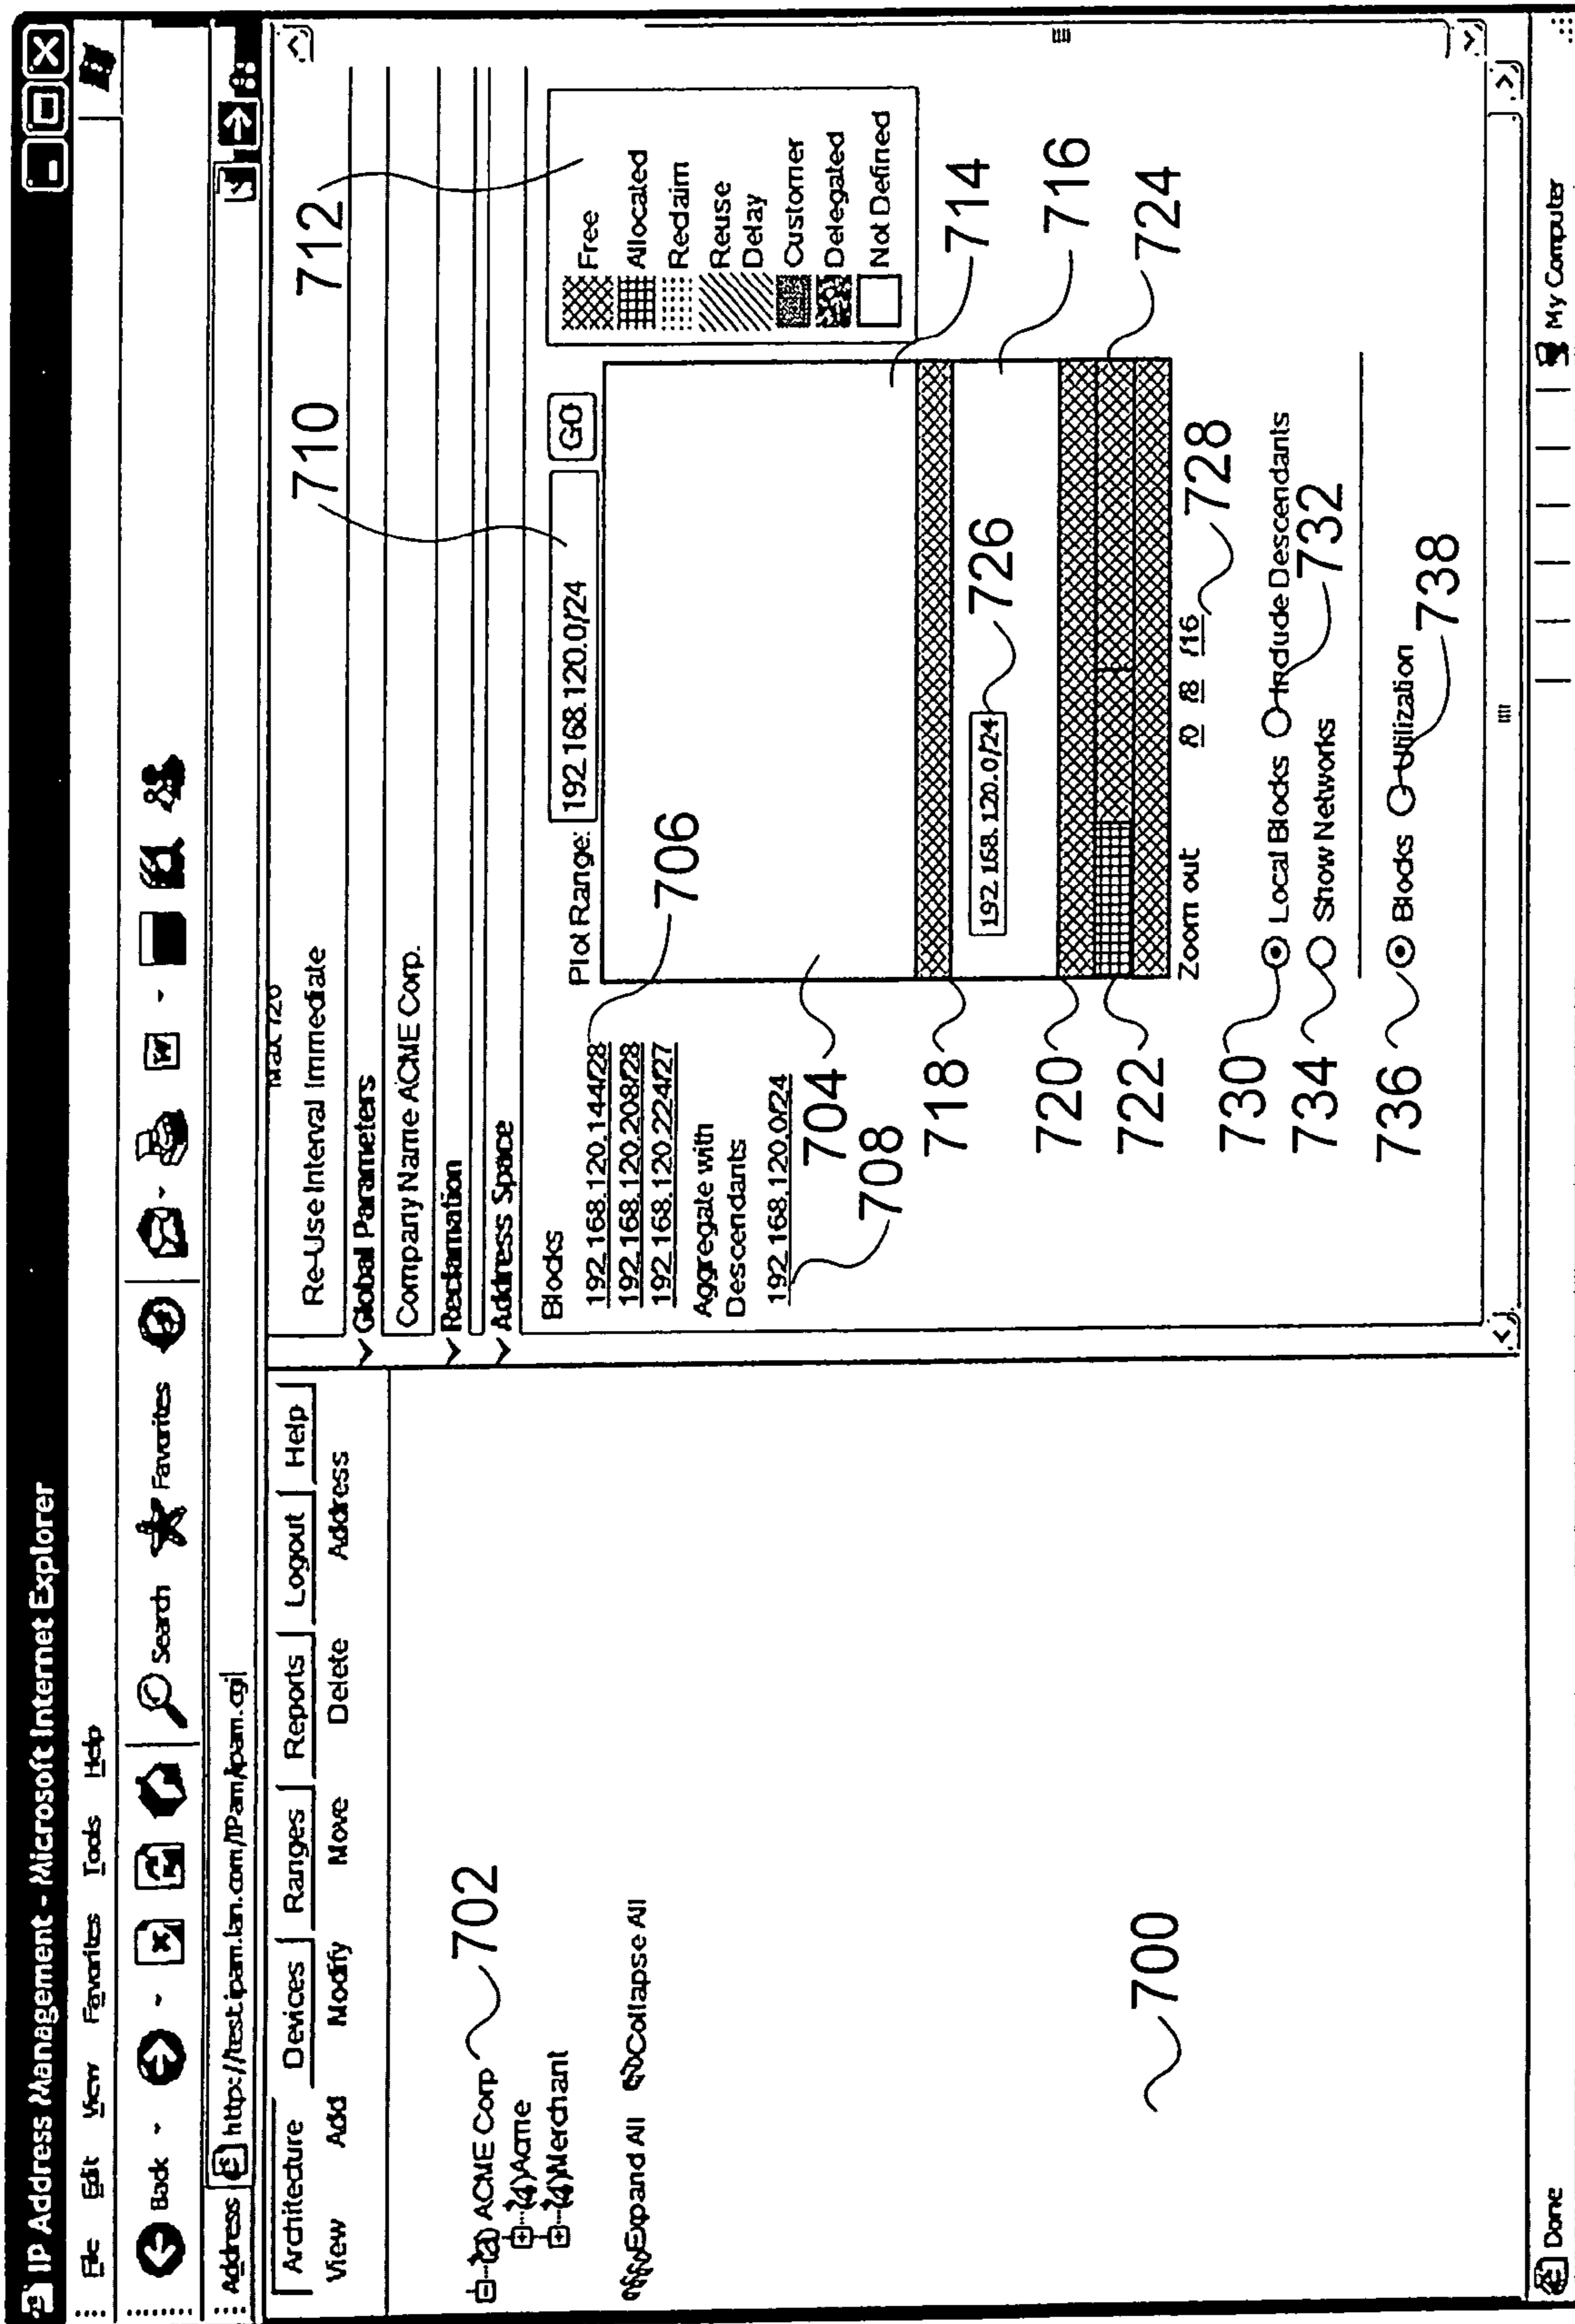 IP Address Management - Microsoft Internet Explorer
File Edit View Favorites Tools Help
Back Search Favorites
Address http://test.ipam.lan.com/IPam/ipam.cgi
Architecture Devices Ranges Reports Logout Help
View Add Modify Move Delete Address
ACME Corp 702
(4)Acme
(4)Merchant
Expand All Collapse All
700
Max 126
Re-Use Interval Immediate
710 712
Global Parameters
Company Name ACME Corp.
Reclamation
Address Space
Blocks
192.168.120.144/28
192.168.120.208/28
192.168.120.224/27
706
Aggregate with
Descendants
192.168.120.0/24
704
708
Plot Range: 192.168.120.0/24 GO
Free
Allocated
Reclaim
Reuse
Delay
Customer
Delegated
Not Defined
714
716
718
192.168.120.0/24 726
720
722
724
Zoom out /0 /8 /16
728
730 Local Blocks Include Descendants
732
734 Show Networks
736 Blocks Utilization
738
Done My Computer